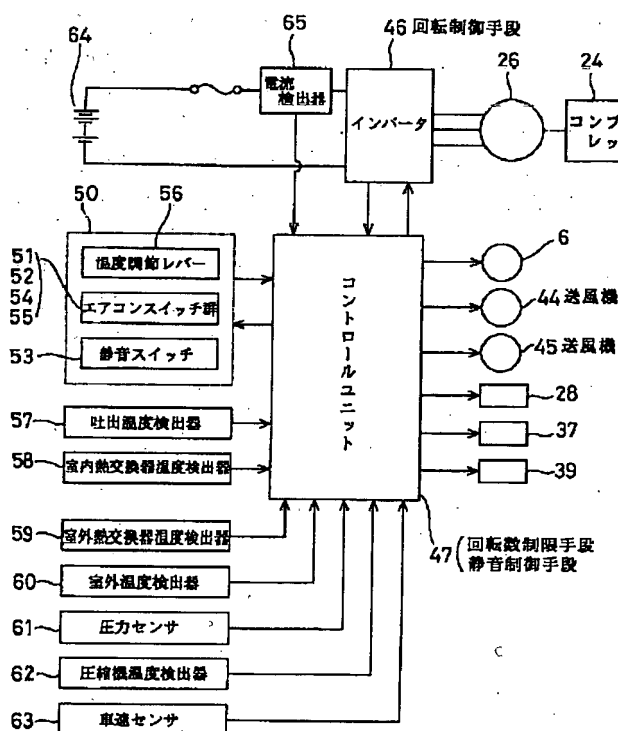 64
65
46 回転制御手段
26
24
電流
検出器
インバータ
コンプ
レッ
50
56
51
52
54
55
53
温度調節レバー
エアコンスイッチ群
静音スイッチ
コントロールユニット
6
44 送風機
45 送風機
28
37
39
57 吐出温度検出器
58 室内熱交換器温度検出器
59 室外熱交換器温度検出器
60 室外温度検出器
61 圧力センサ
62 圧縮機温度検出器
63 車速センサ
47 (回転数制限手段
静音制御手段